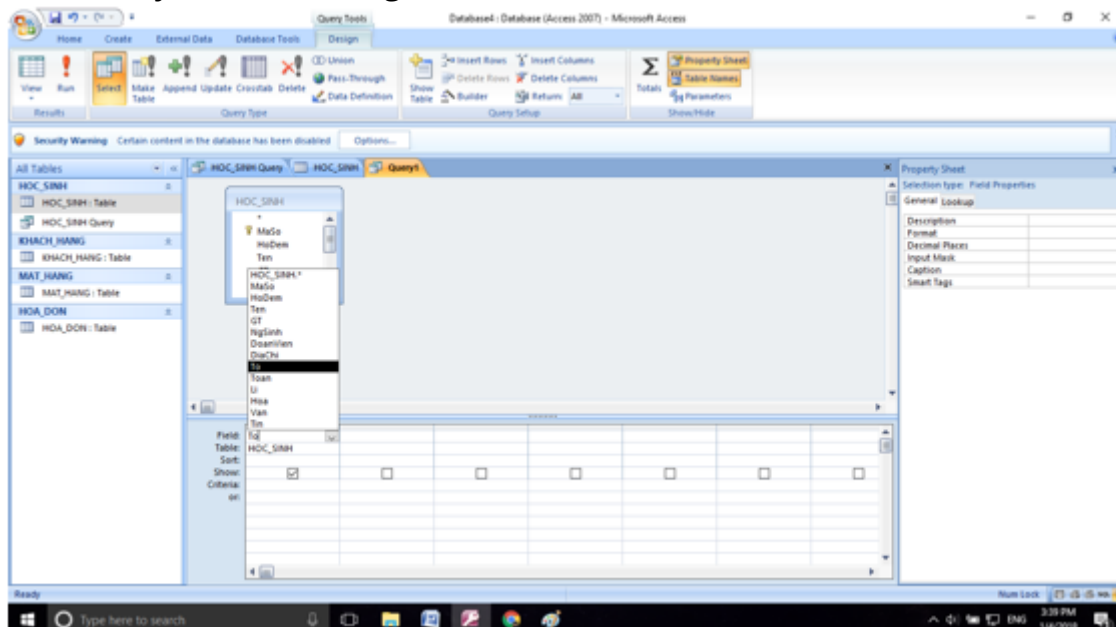 Query Tools
Database4 : Database (Access 2007) - Microsoft Access
Home Create External Data Database Tools Design
View
Run
Select
Make Table
Append Update Crosstab Delete
Union
Pass-Through
Data Definition
Show Table
Insert Rows
Delete Rows
Builder
Insert Columns
Delete Columns
Return: All
Totals
Property Sheet
Table Names
Parameters
Results
Query Type
Query Setup
Show/Hide
Security Warning Certain content in the database has been disabled Options...
All Tables
HOC_SINH
HOC_SINH : Table
HOC_SINH Query
KHACH_HANG
KHACH_HANG : Table
MAT_HANG
MAT_HANG : Table
HOA_DON
HOA_DON : Table
HOC_SINH Query HOC_SINH Query1
HOC_SINH
*
MaSo
HoDem
Ten
HOC_SINH.*
MaSo
HoDem
Ten
GT
NgSinh
DoanVien
DiaChi
To
Toan
Li
Hoa
Van
Tin
Field: To
Table: HOC_SINH
Sort:
Show:
Criteria:
or:
Property Sheet
Selection type: Field Properties
General Lookup
Description
Format
Decimal Places
Input Mask
Caption
Smart Tags
Ready
Num Lock
Type here to search
ENG
3:39 PM